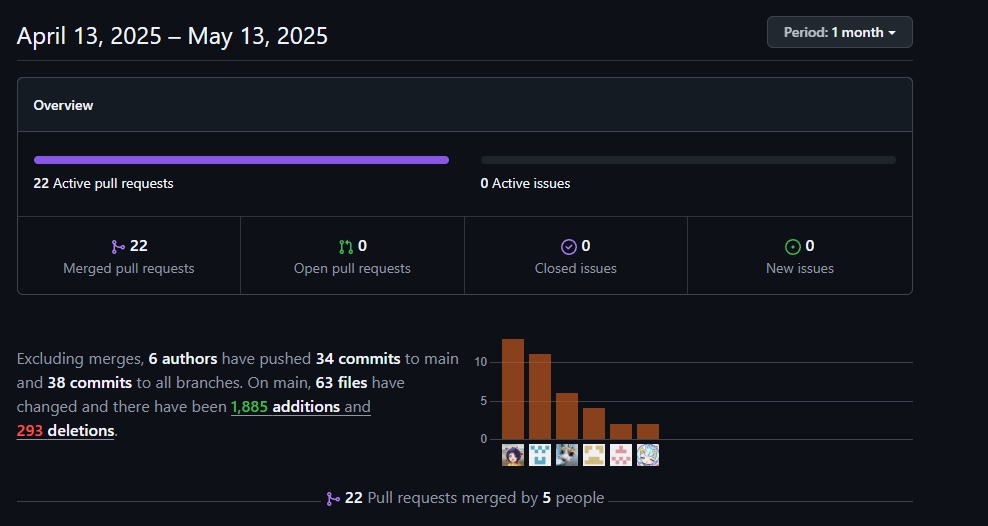 April 13, 2025 – May 13, 2025
Period: 1 month
Overview
22 Active pull requests
0 Active issues
22
Merged pull requests
0
Open pull requests
0
Closed issues
0
New issues
Excluding merges, 6 authors have pushed 34 commits to main
and 38 commits to all branches. On main, 63 files have
changed and there have been 1,885 additions and
293 deletions.
10
5
0
22 Pull requests merged by 5 people